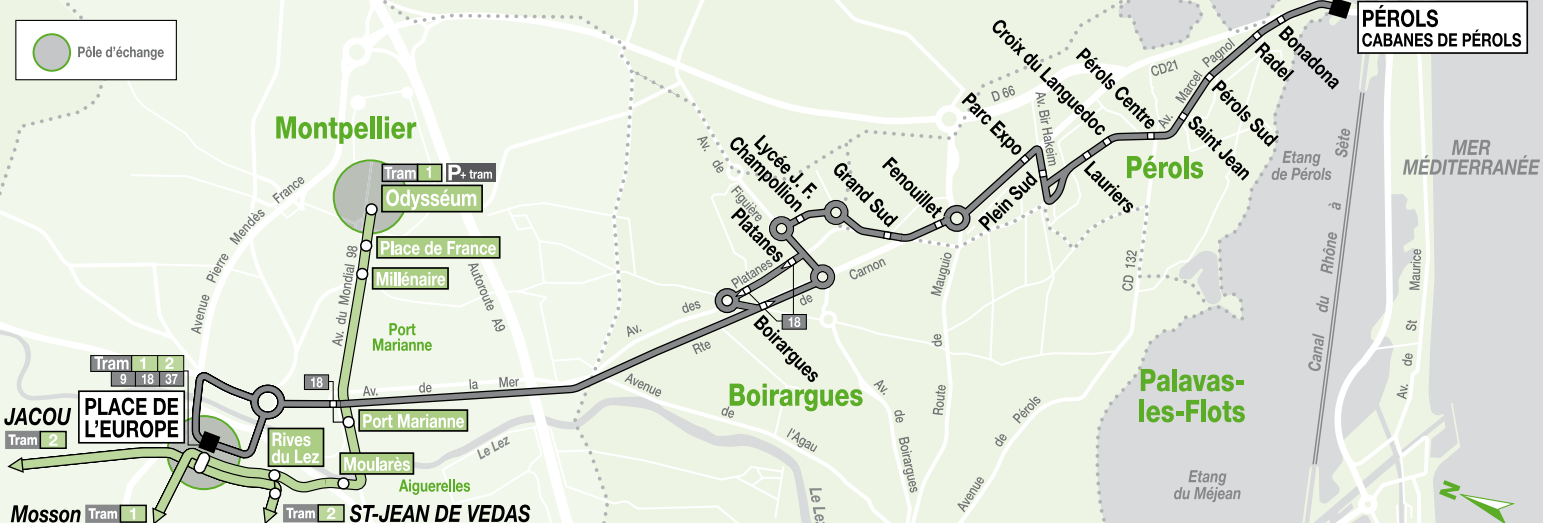 Pôle d'échange
Montpellier
Tram 1 P+ tram
Odysséum
Place de France
Millénaire
Port
Marianne
Avenue Pierre Mendès France
Av. du Mondial 98
Autoroute A9
Tram 1 2
9 18 37
PLACE DE
L'EUROPE
JACOU
Tram 2
Mosson Tram 1
Tram 2 ST-JEAN DE VEDAS
Rives
du Lez
Moularès
Aiguerelles
Port Marianne
18
Av. de la Mer
Le Lez
Avenue de l'Agau
Le Lez
Rte de Carnon
Av. des Platanes
Boirargues
18
Boirargues
Platanes
Lycée J. F.
Champollion
Grand Sud
Fenouillet
Av. de Figuière
Av. de Boirargues
Route de Mauguio
Avenue de Pérols
Parc Expo
Plein Sud
Croix du Languedoc
Lauriers
Pérols Centre
Saint Jean
Pérols Sud
Radel
Bonadona
D 66
Av. Bir Hakeim
CD21
Av. Marcel Pagnol
CD 132
Pérols
PÉROLS
CABANES DE PÉROLS
Etang
de Pérols
MER
MÉDITERRANÉE
Canal du Rhône à Sète
Av. de St Maurice
Palavas-
les-Flots
Etang
du Méjean
N